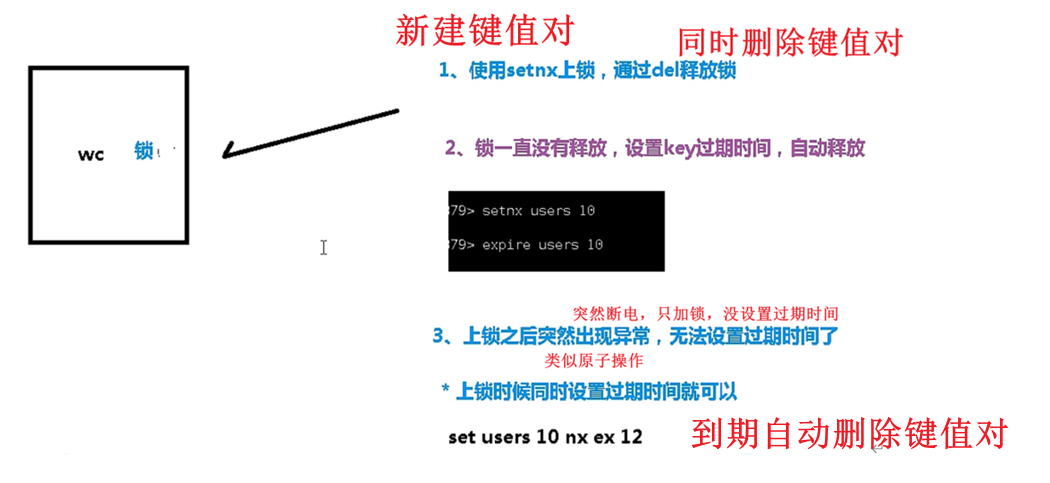 新建键值对
同时删除键值对
1、使用setnx上锁，通过del释放锁
wc 锁
2、锁一直没有释放，设置key过期时间，自动释放
379> setnx users 10
379> expire users 10
突然断电，只加锁，没设置过期时间
3、上锁之后突然出现异常，无法设置过期时间了
类似原子操作
* 上锁时候同时设置过期时间就可以
set users 10 nx ex 12
到期自动删除键值对